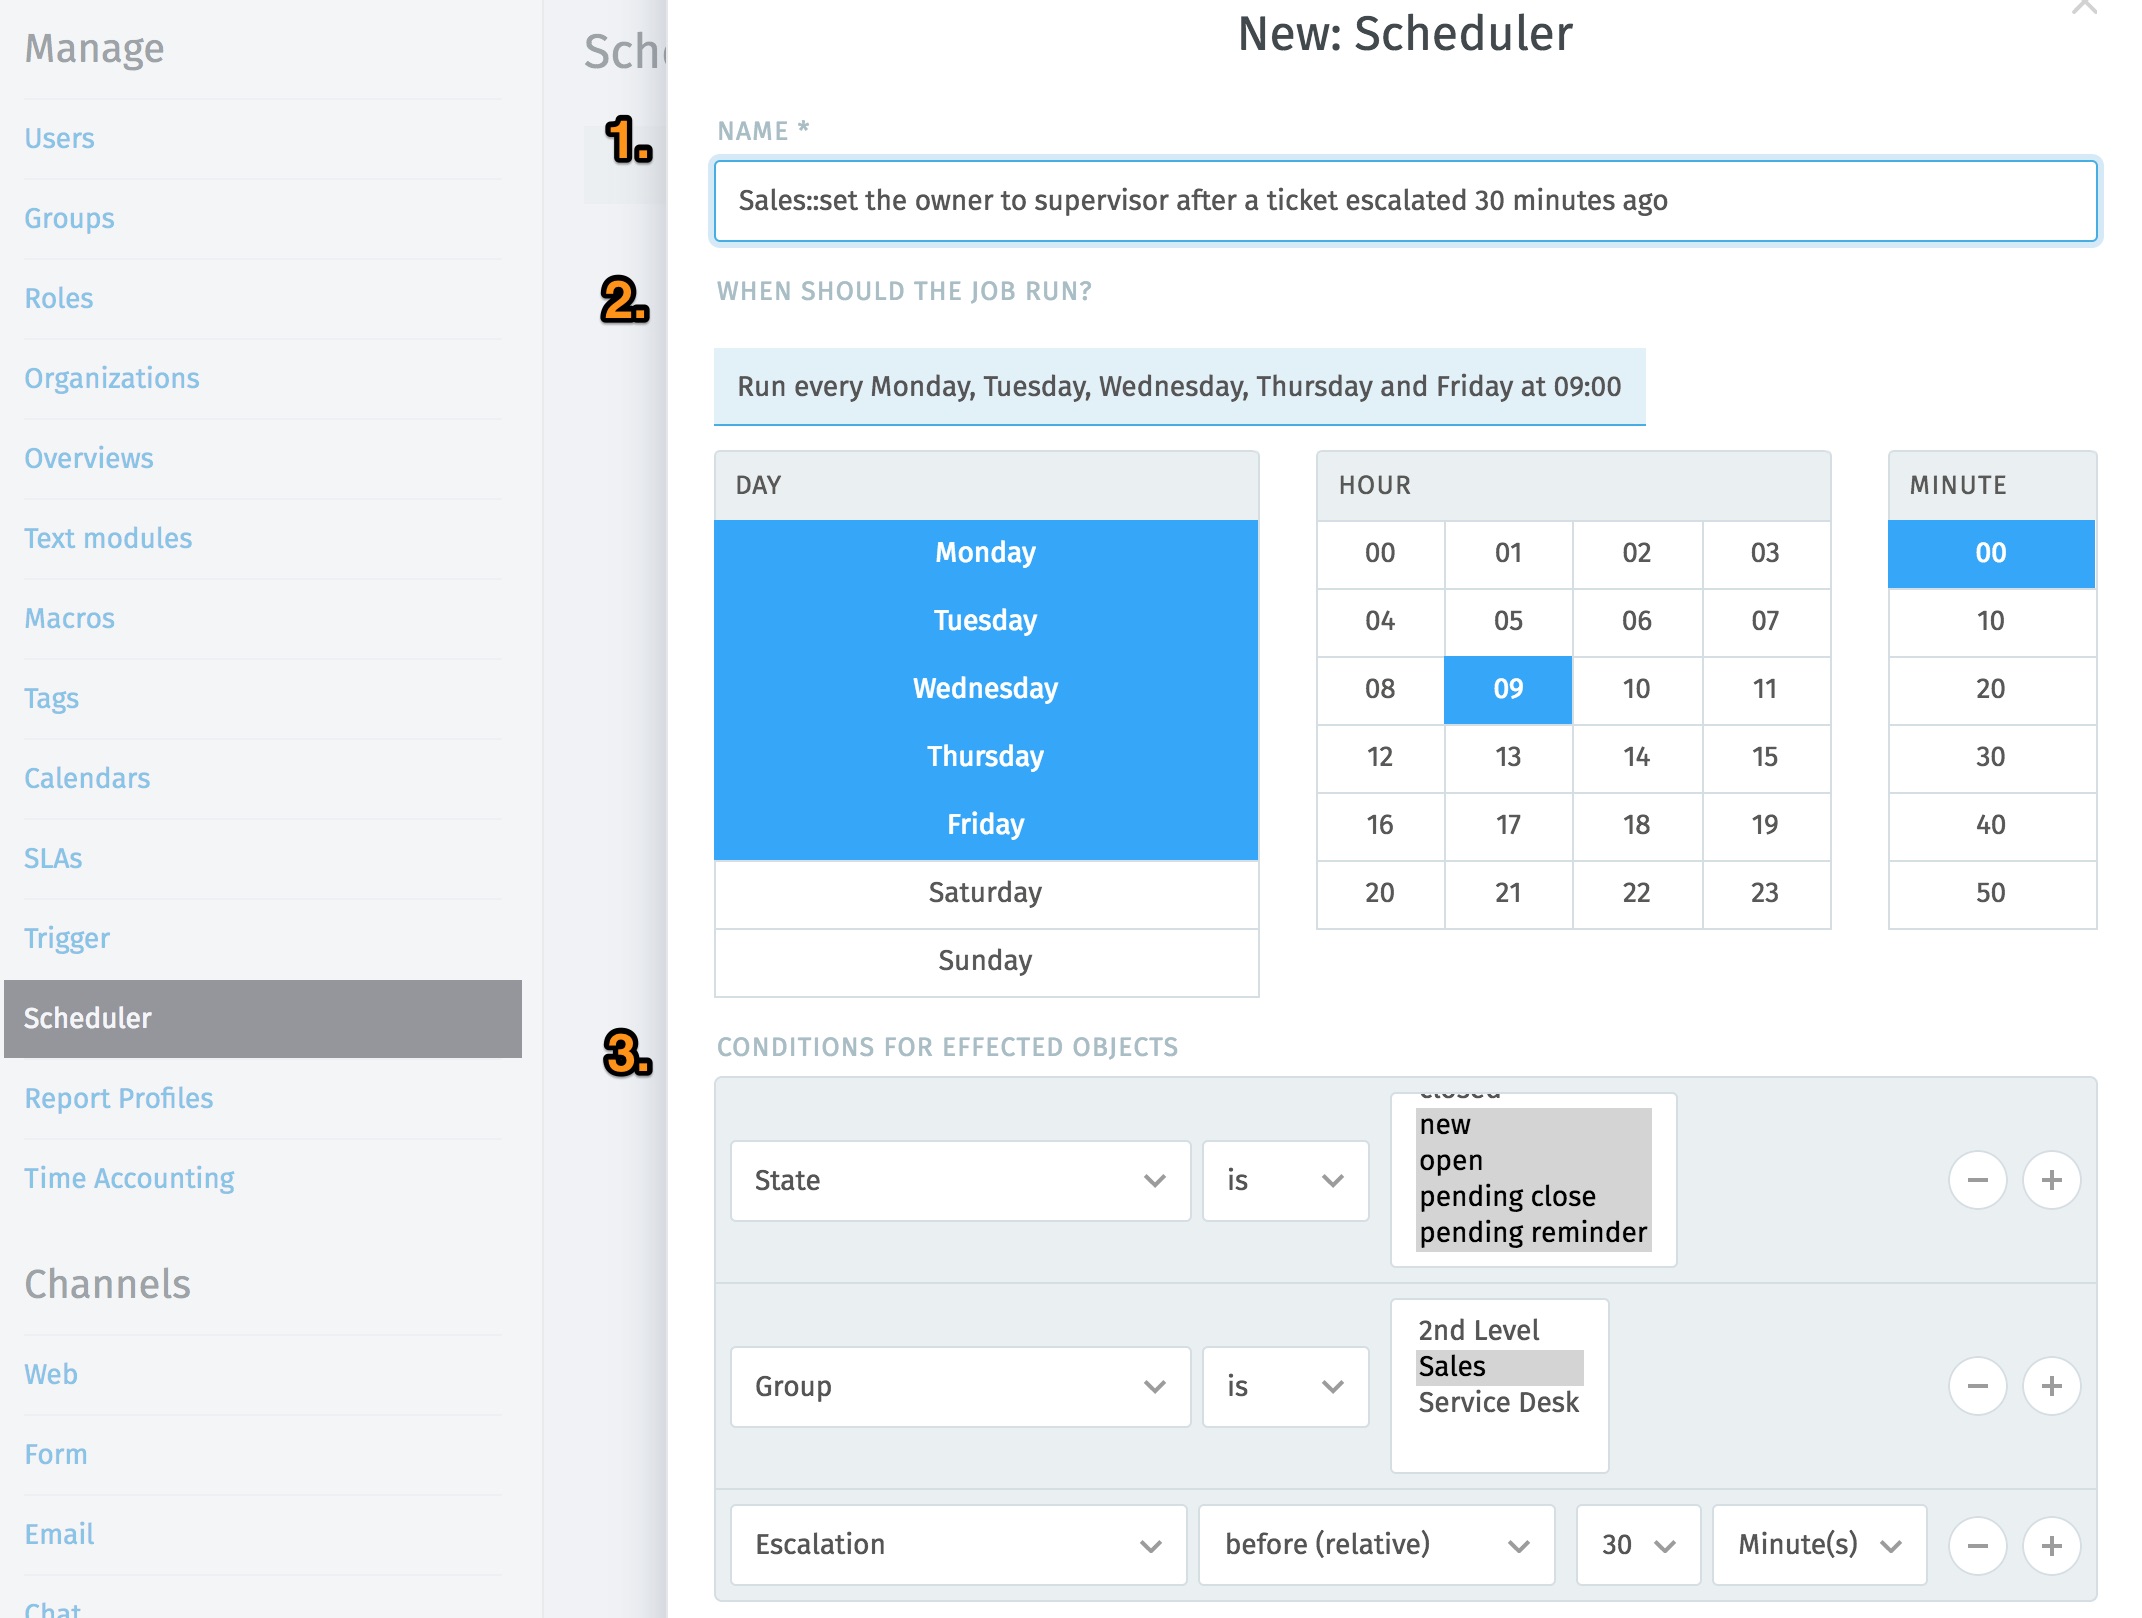 Manage
Users
Groups
Roles
Organizations
Overviews
Text modules
Macros
Tags
Calendars
SLAs
Trigger
Scheduler
Report Profiles
Time Accounting
Channels
Web
Form
Email
Chat
1.
2.
3.
New: Scheduler
NAME *
Sales::set the owner to supervisor after a ticket escalated 30 minutes ago
WHEN SHOULD THE JOB RUN?
Run every Monday, Tuesday, Wednesday, Thursday and Friday at 09:00
DAY
Monday
Tuesday
Wednesday
Thursday
Friday
Saturday
Sunday
HOUR
00 01 02 03
04 05 06 07
08 09 10 11
12 13 14 15
16 17 18 19
20 21 22 23
MINUTE
00
10
20
30
40
50
CONDITIONS FOR EFFECTED OBJECTS
State is
closed
new
open
pending close
pending reminder
Group is
2nd Level
Sales
Service Desk
Escalation before (relative) 30 Minute(s)